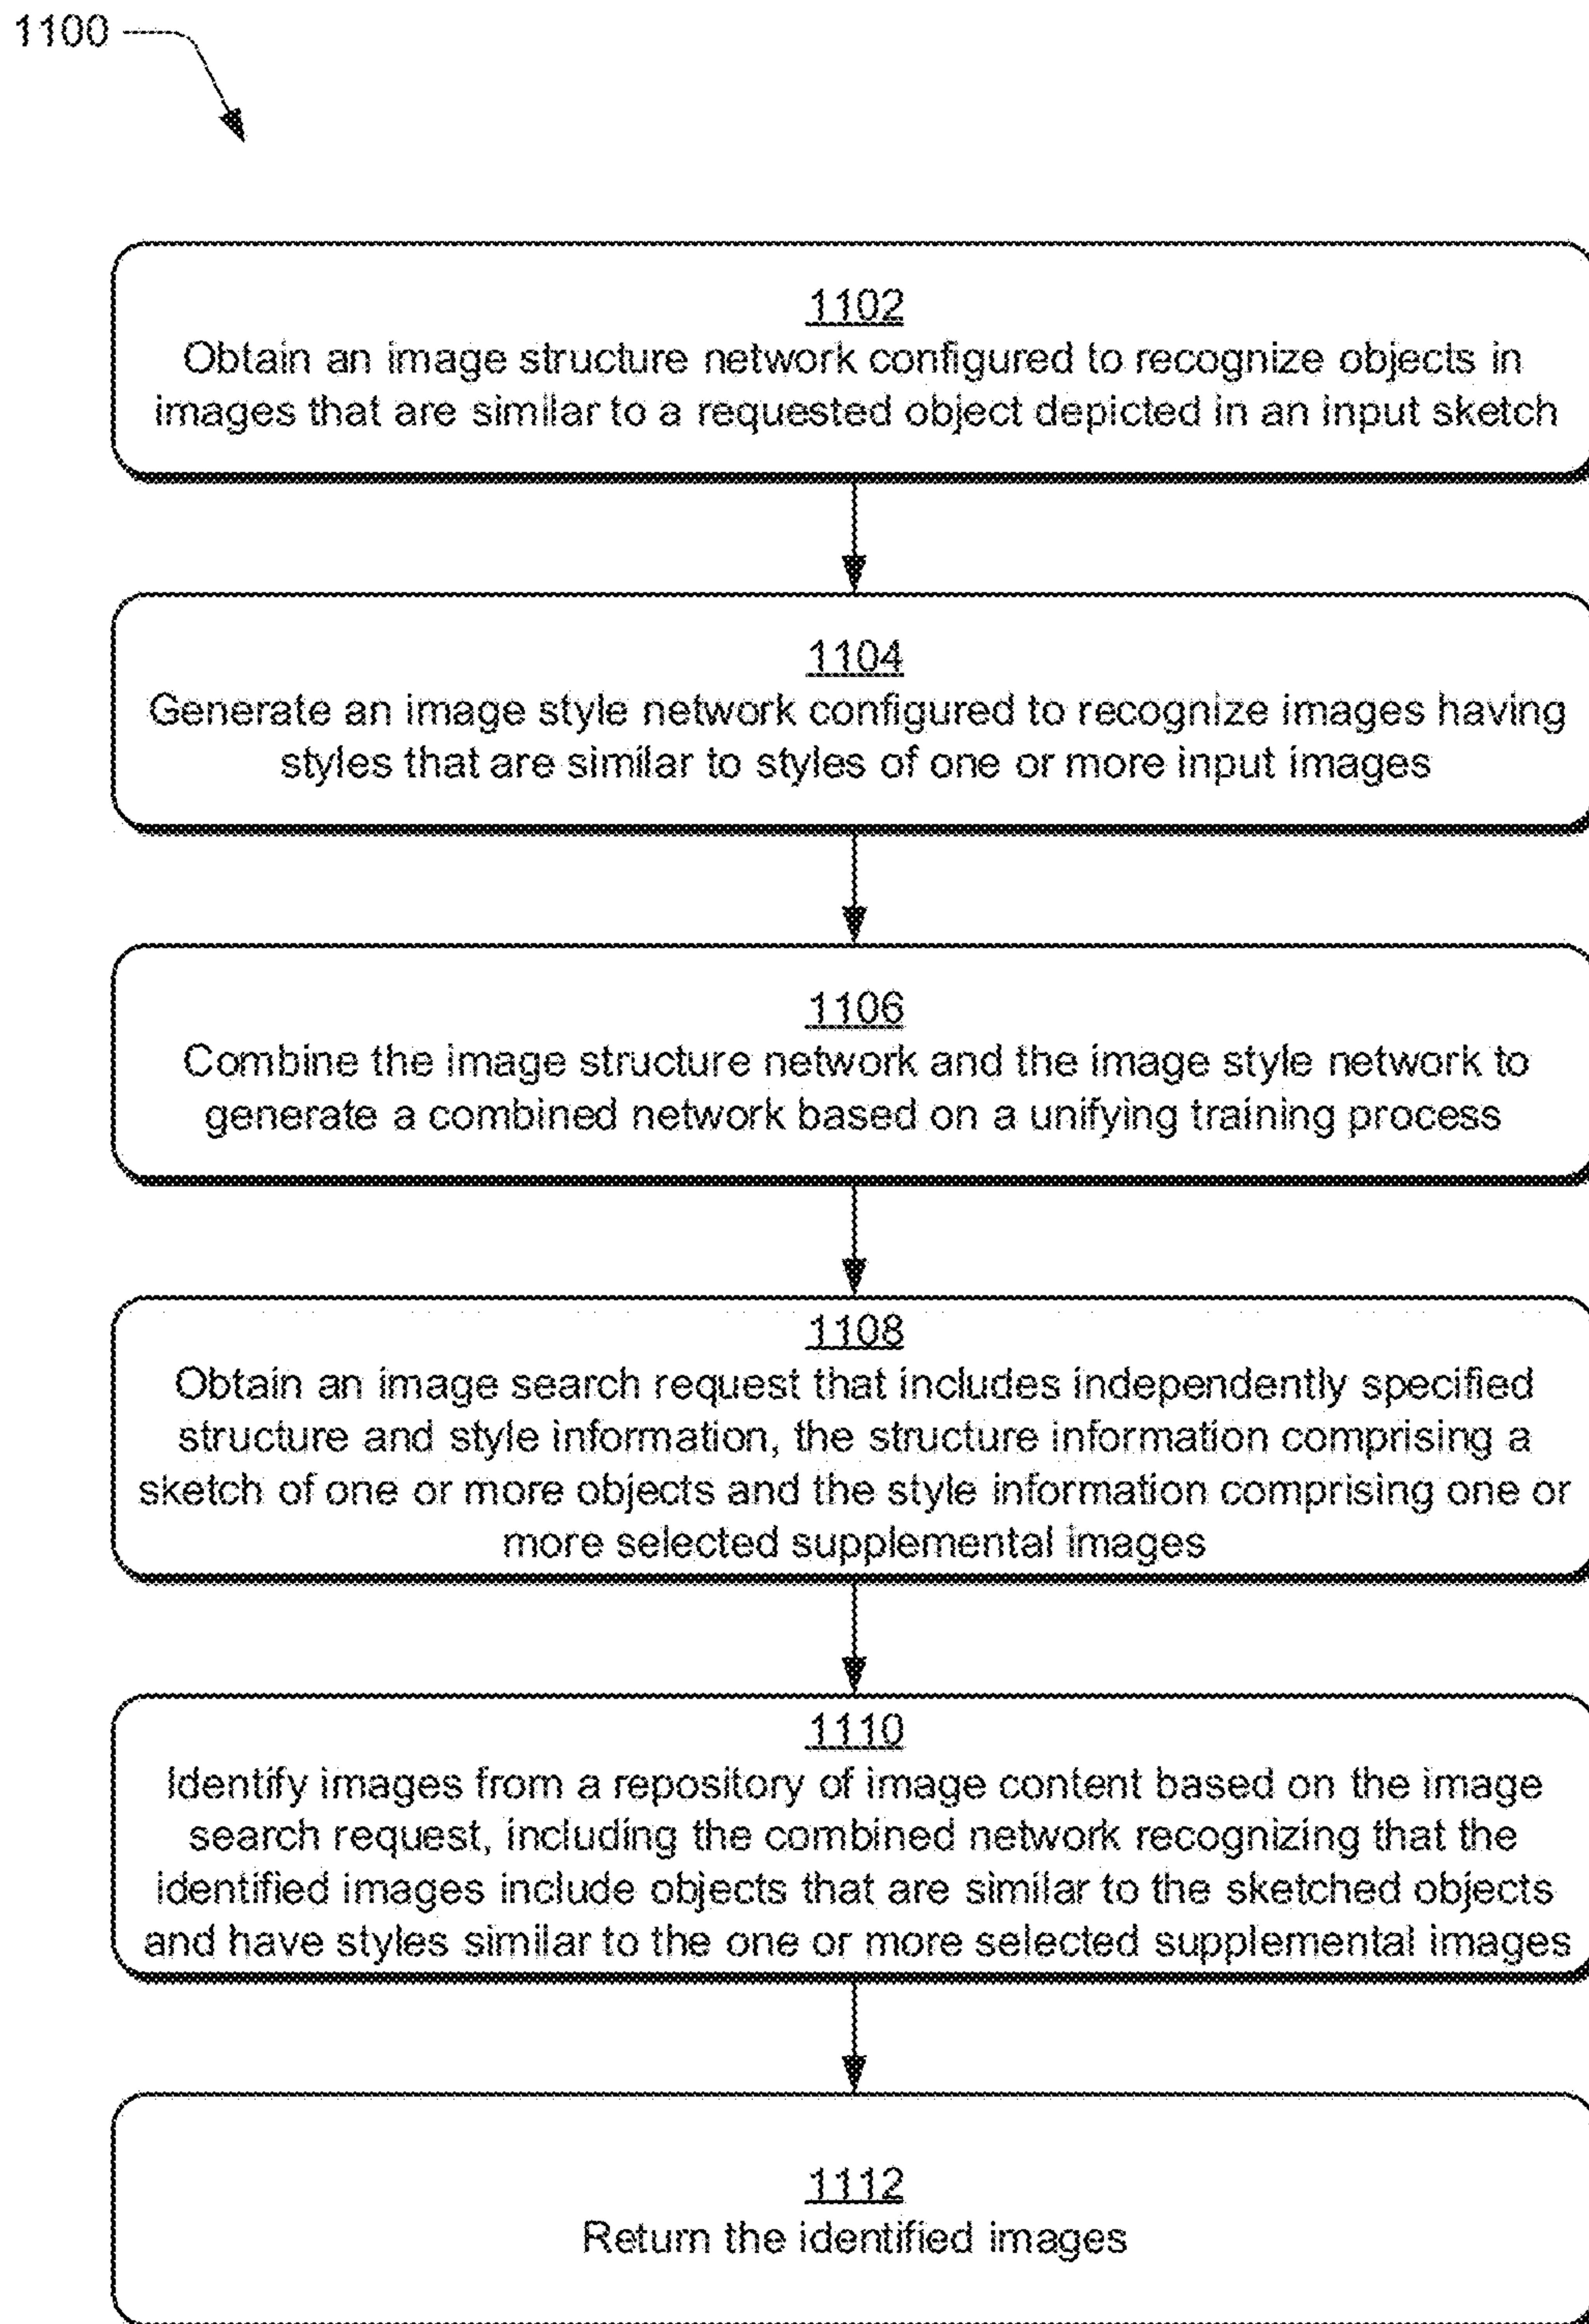 1100
1102
Obtain an image structure network configured to recognize objects in
images that are similar to a requested object depicted in an input sketch
1104
Generate an image style network configured to recognize images having
styles that are similar to styles of one or more input images
1106
Combine the image structure network and the image style network to
generate a combined network based on a unifying training process
1108
Obtain an image search request that includes independently specified
structure and style information, the structure information comprising a
sketch of one or more objects and the style information comprising one or
more selected supplemental images
1110
Identify images from a repository of image content based on the image
search request, including the combined network recognizing that the
identified images include objects that are similar to the sketched objects
and have styles similar to the one or more selected supplemental images
1112
Return the identified images